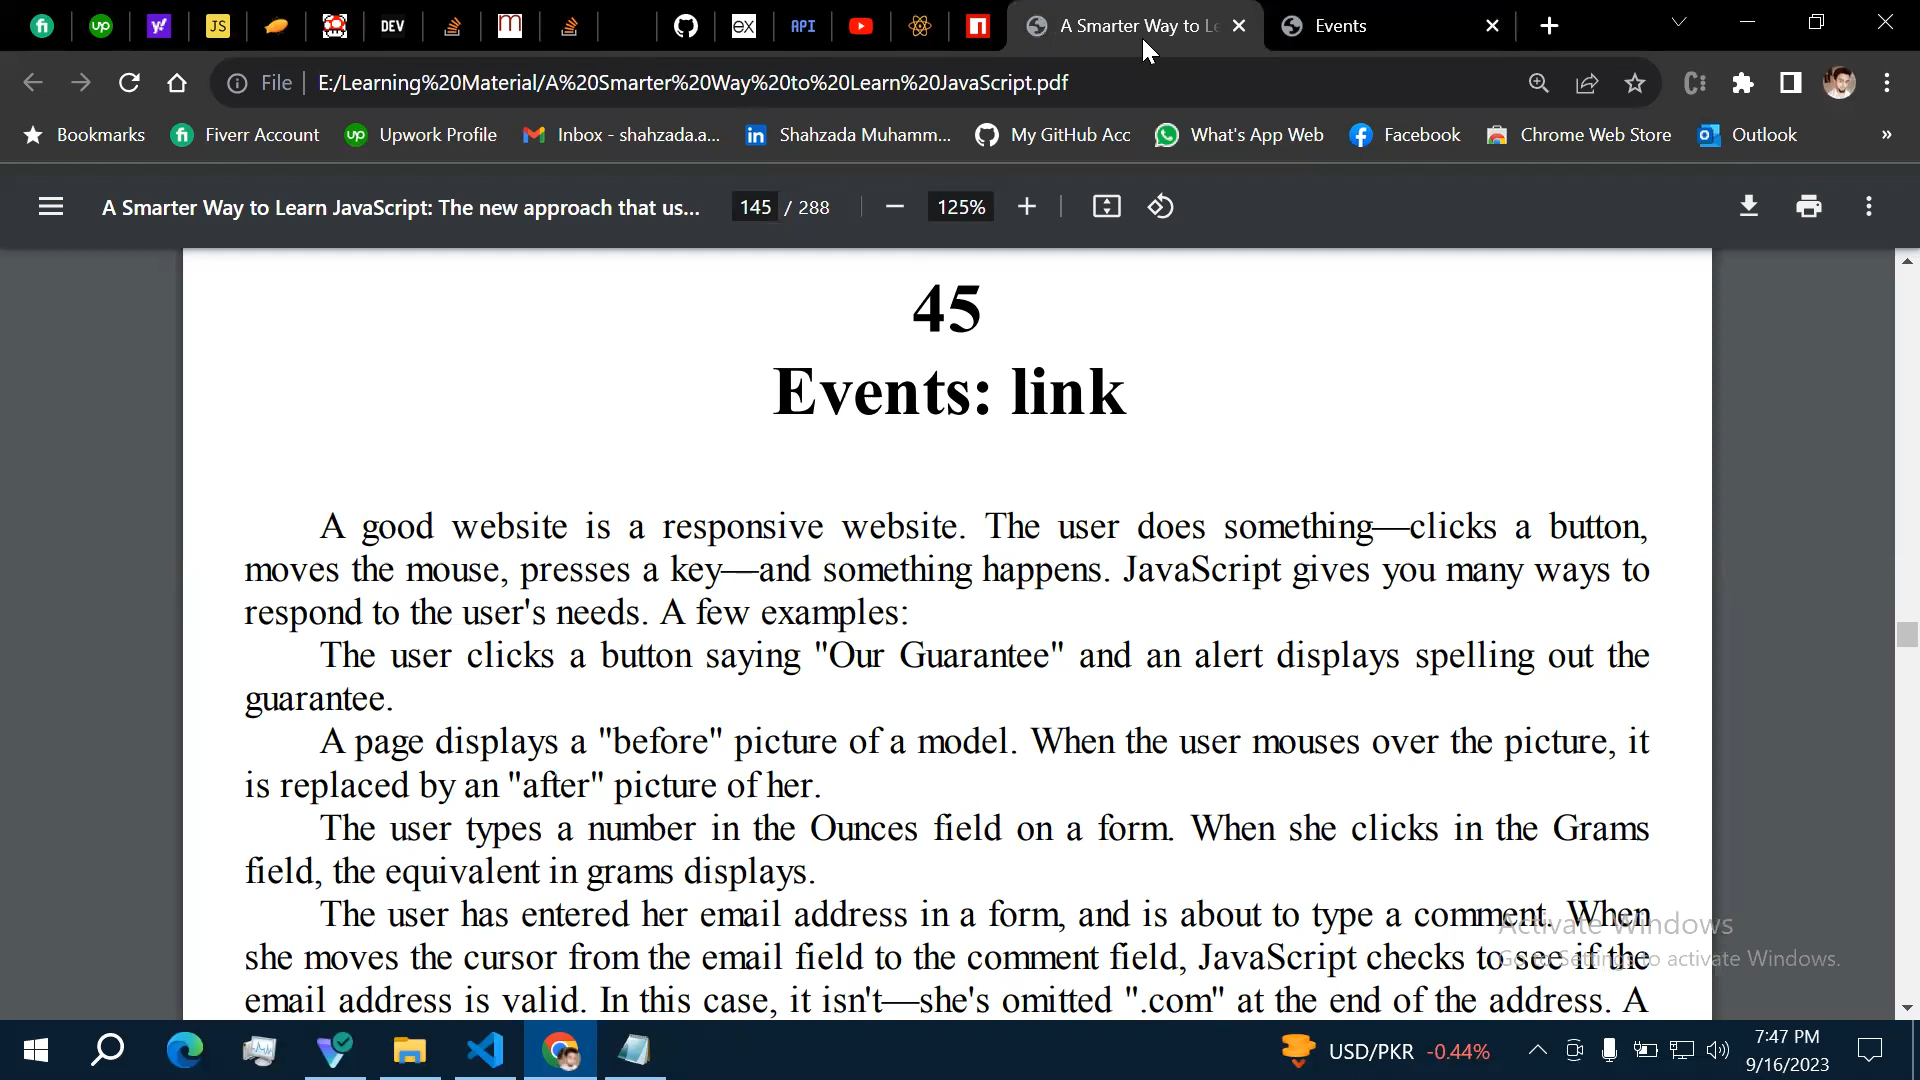 JS
DEV
m
ex
API
A Smarter Way to Le
Events
File
E:/Learning%20Material/A%20Smarter%20Way%20to%20Learn%20JavaScript.pdf
Bookmarks
Fiverr Account
Upwork Profile
Inbox - shahzada.a...
Shahzada Muhamm...
My GitHub Acc
What's App Web
Facebook
Chrome Web Store
Outlook
»
A Smarter Way to Learn JavaScript: The new approach that us...
145 / 288
125%
45
Events: link
A good website is a responsive website. The user does something—clicks a button,
moves the mouse, presses a key—and something happens. JavaScript gives you many ways to
respond to the user's needs. A few examples:
The user clicks a button saying "Our Guarantee" and an alert displays spelling out the
guarantee.
A page displays a "before" picture of a model. When the user mouses over the picture, it
is replaced by an "after" picture of her.
The user types a number in the Ounces field on a form. When she clicks in the Grams
field, the equivalent in grams displays.
The user has entered her email address in a form, and is about to type a comment. When
she moves the cursor from the email field to the comment field, JavaScript checks to see if the
email address is valid. In this case, it isn't—she's omitted ".com" at the end of the address. A
Activate Windows
Go to Settings to activate Windows.
USD/PKR -0.44%
7:47 PM
9/16/2023